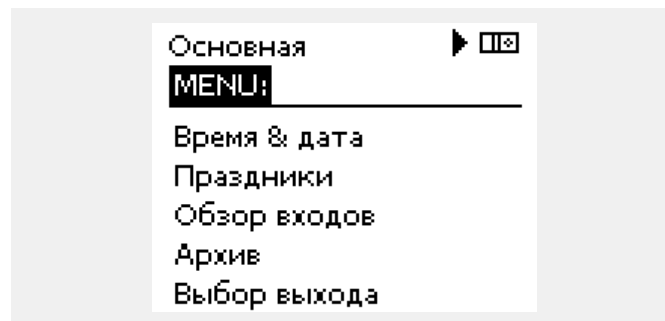 Основная
MENU:
Время & дата
Праздники
Обзор входов
Архив
Выбор выхода